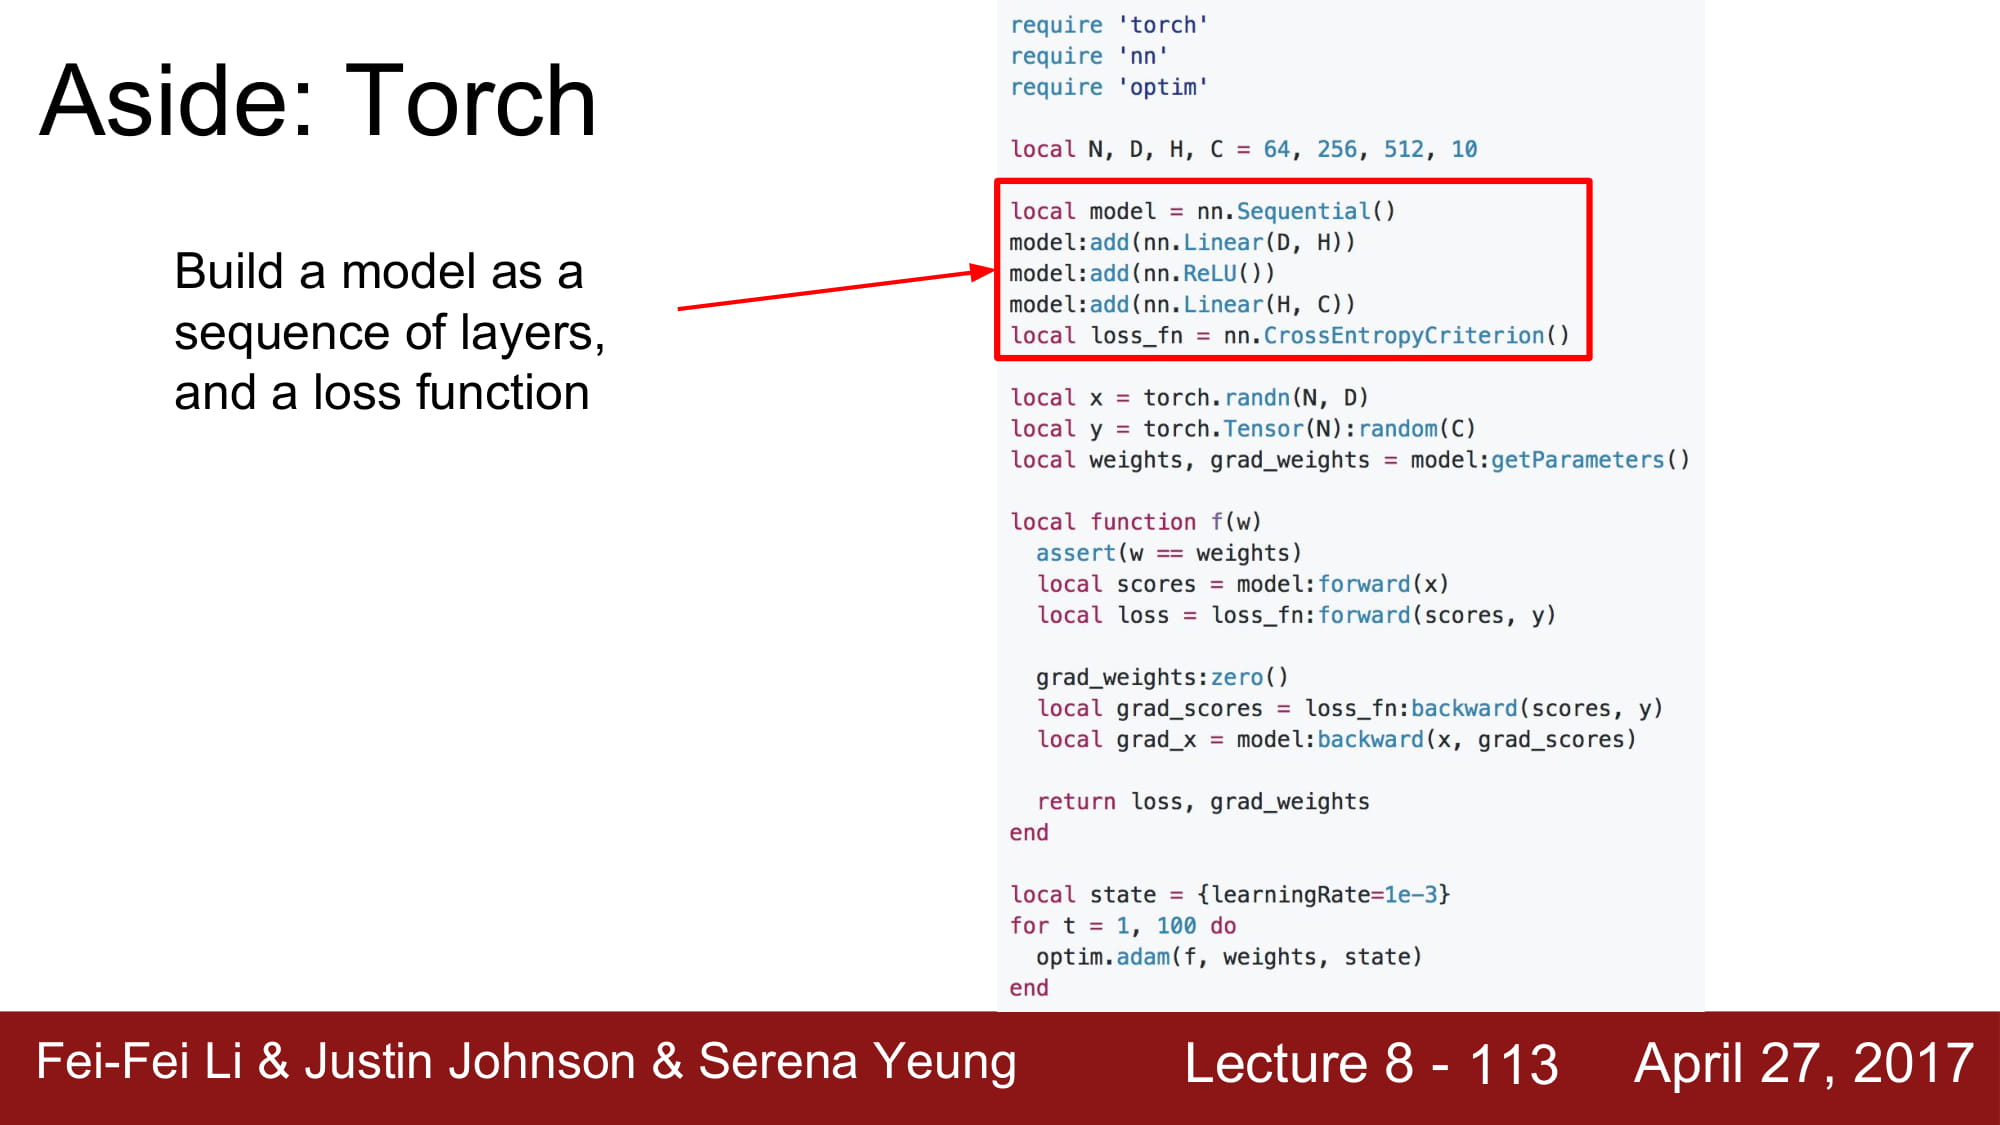 Aside: Torch
Build a model as a
sequence of layers,
and a loss function
require 'torch'
require 'nn'
require 'optim'
local N, D, H, C = 64, 256, 512, 10
local model = nn.Sequential()
model:add(nn.Linear(D, H))
model:add(nn.ReLU())
model:add(nn.Linear(H, C))
local loss_fn = nn.CrossEntropyCriterion()
local x = torch.randn(N, D)
local y = torch.Tensor(N):random(C)
local weights, grad_weights = model:getParameters()
local function f(w)
  assert(w == weights)
  local scores = model:forward(x)
  local loss = loss_fn:forward(scores, y)
  grad_weights:zero()
  local grad_scores = loss_fn:backward(scores, y)
  local grad_x = model:backward(x, grad_scores)
  return loss, grad_weights
end
local state = {learningRate=1e-3}
for t = 1, 100 do
  optim.adam(f, weights, state)
end
Fei-Fei Li & Justin Johnson & Serena Yeung
Lecture 8 - 113
April 27, 2017